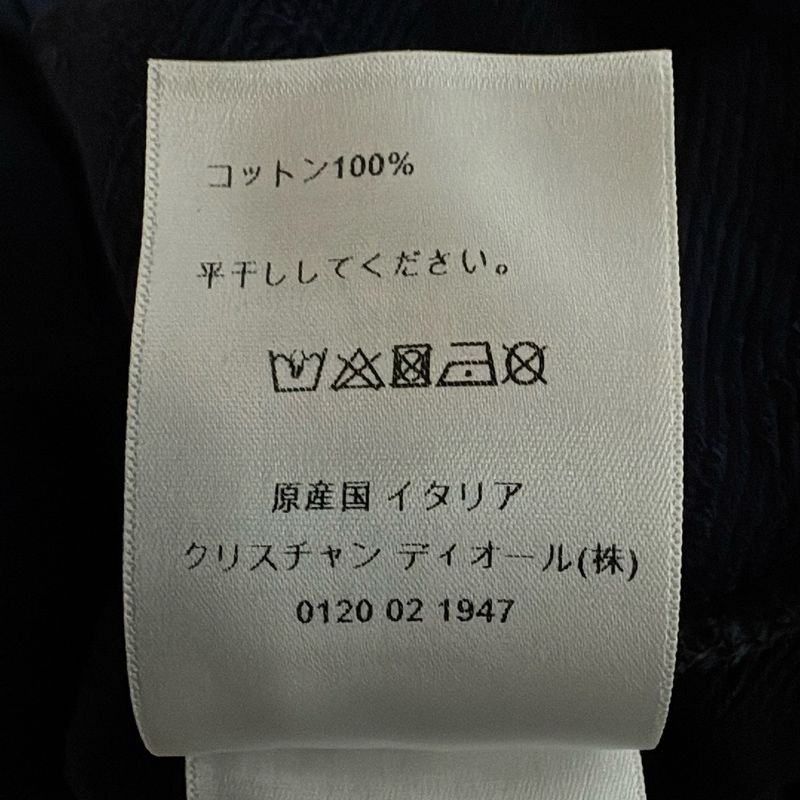 コットン100%
平干ししてください。
原産国 イタリア
クリスチャン ディオール(株)
0120 02 1947